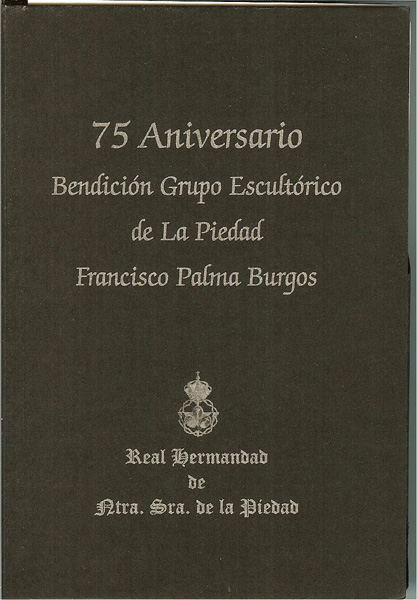 75 Aniversario
Bendición Grupo Escultórico
de La Piedad
Francisco Palma Burgos
Real Hermandad
de
Ntra. Sra. de la Piedad